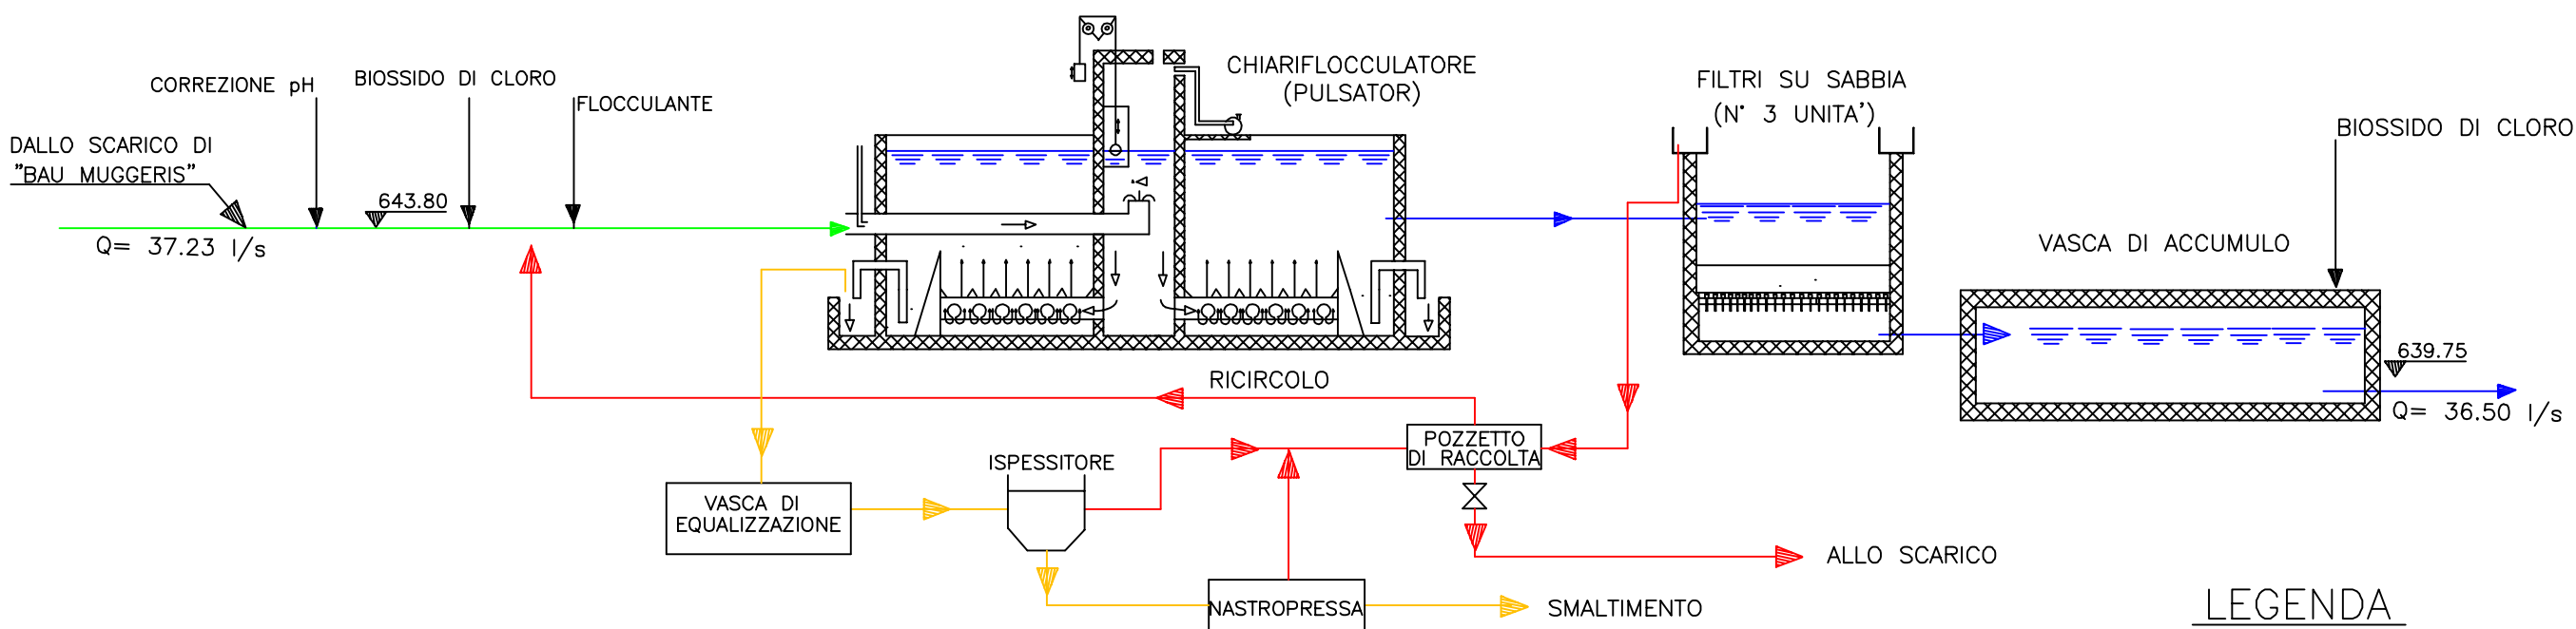 CORREZIONE pH
BIOSSIDO DI CLORO
FLOCCULANTE
DALLO SCARICO DI
"BAU MUGGERIS"
643.80
Q= 37.23 l/s
CHIARIFLOCCULATORE
(PULSATOR)
FILTRI SU SABBIA
(N° 3 UNITA')
BIOSSIDO DI CLORO
VASCA DI ACCUMULO
639.75
Q= 36.50 l/s
RICIRCOLO
POZZETTO
DI RACCOLTA
ISPESSITORE
VASCA DI
EQUALIZZAZIONE
ALLO SCARICO
NASTROPRESSA
SMALTIMENTO
LEGENDA